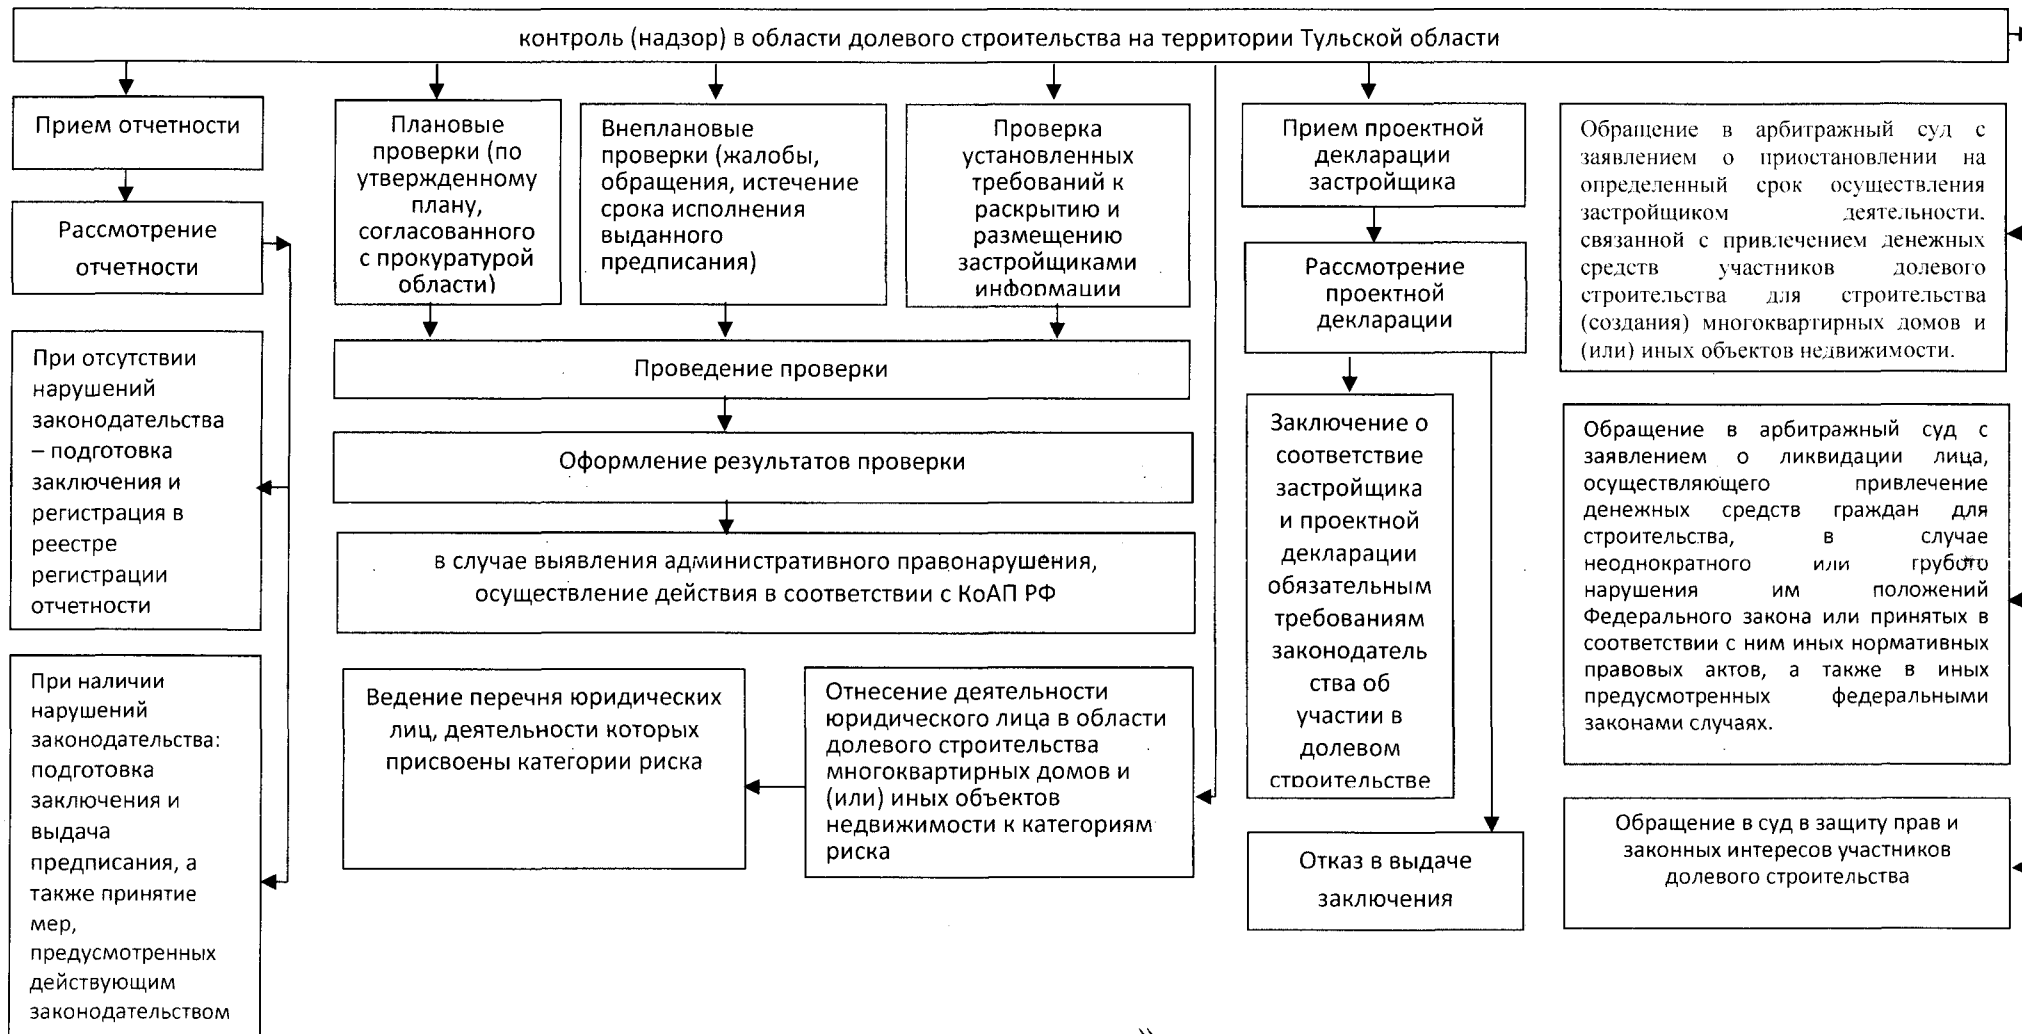 контроль (надзор) в области долевого строительства на территории Тульской области
Прием отчетности
Рассмотрение
отчетности
При отсутствии
нарушений
законодательства
– подготовка
заключения и
регистрация в
реестре
регистрации
отчетности
При наличии
нарушений
законодательства:
подготовка
заключения и
выдача
предписания, а
также принятие
мер,
предусмотренных
действующим
законодательством
Плановые
проверки (по
утвержденному
плану,
согласованного
с прокуратурой
области)
Внеплановые
проверки (жалобы,
обращения, истечение
срока исполнения
выданного
предписания)
Проверка
установленных
требований к
раскрытию и
размещению
застройщиками
информации
Проведение проверки
Оформление результатов проверки
в случае выявления административного правонарушения,
осуществление действия в соответствии с КоАП РФ
Ведение перечня юридических
лиц, деятельности которых
присвоены категории риска
Отнесение деятельности
юридического лица в области
долевого строительства
многоквартирных домов и
(или) иных объектов
недвижимости к категориям
риска
Прием проектной
декларации
застройщика
Рассмотрение
проектной
декларации
Заключение о
соответствие
застройщика
и проектной
декларации
обязательным
требованиям
законодатель
ства об
участии в
долевом
строительстве
Отказ в выдаче
заключения
Обращение в арбитражный суд с
заявлением о приостановлении на
определенный срок осуществления
застройщиком деятельности,
связанной с привлечением денежных
средств участников долевого
строительства для строительства
(создания) многоквартирных домов и
(или) иных объектов недвижимости.
Обращение в арбитражный суд с
заявлением о ликвидации лица,
осуществляющего привлечение
денежных средств граждан для
строительства, в случае
неоднократного или грубого
нарушения им положений
Федерального закона или принятых в
соответствии с ним иных нормативных
правовых актов, а также в иных
предусмотренных федеральными
законами случаях.
Обращение в суд в защиту прав и
законных интересов участников
долевого строительства
»